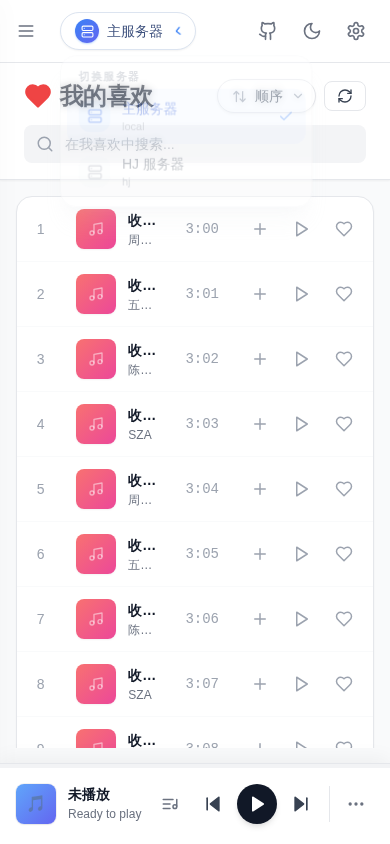 主服务器
切换服务器
我的喜欢
顺序
主服务器
local
在我喜欢中搜索...
HJ 服务器
hj
1 收... 周... 3:00
2 收... 五... 3:01
3 收... 陈... 3:02
4 收... SZA 3:03
5 收... 周... 3:04
6 收... 五... 3:05
7 收... 陈... 3:06
8 收... SZA 3:07
9 收... 3:08
未播放
Ready to play